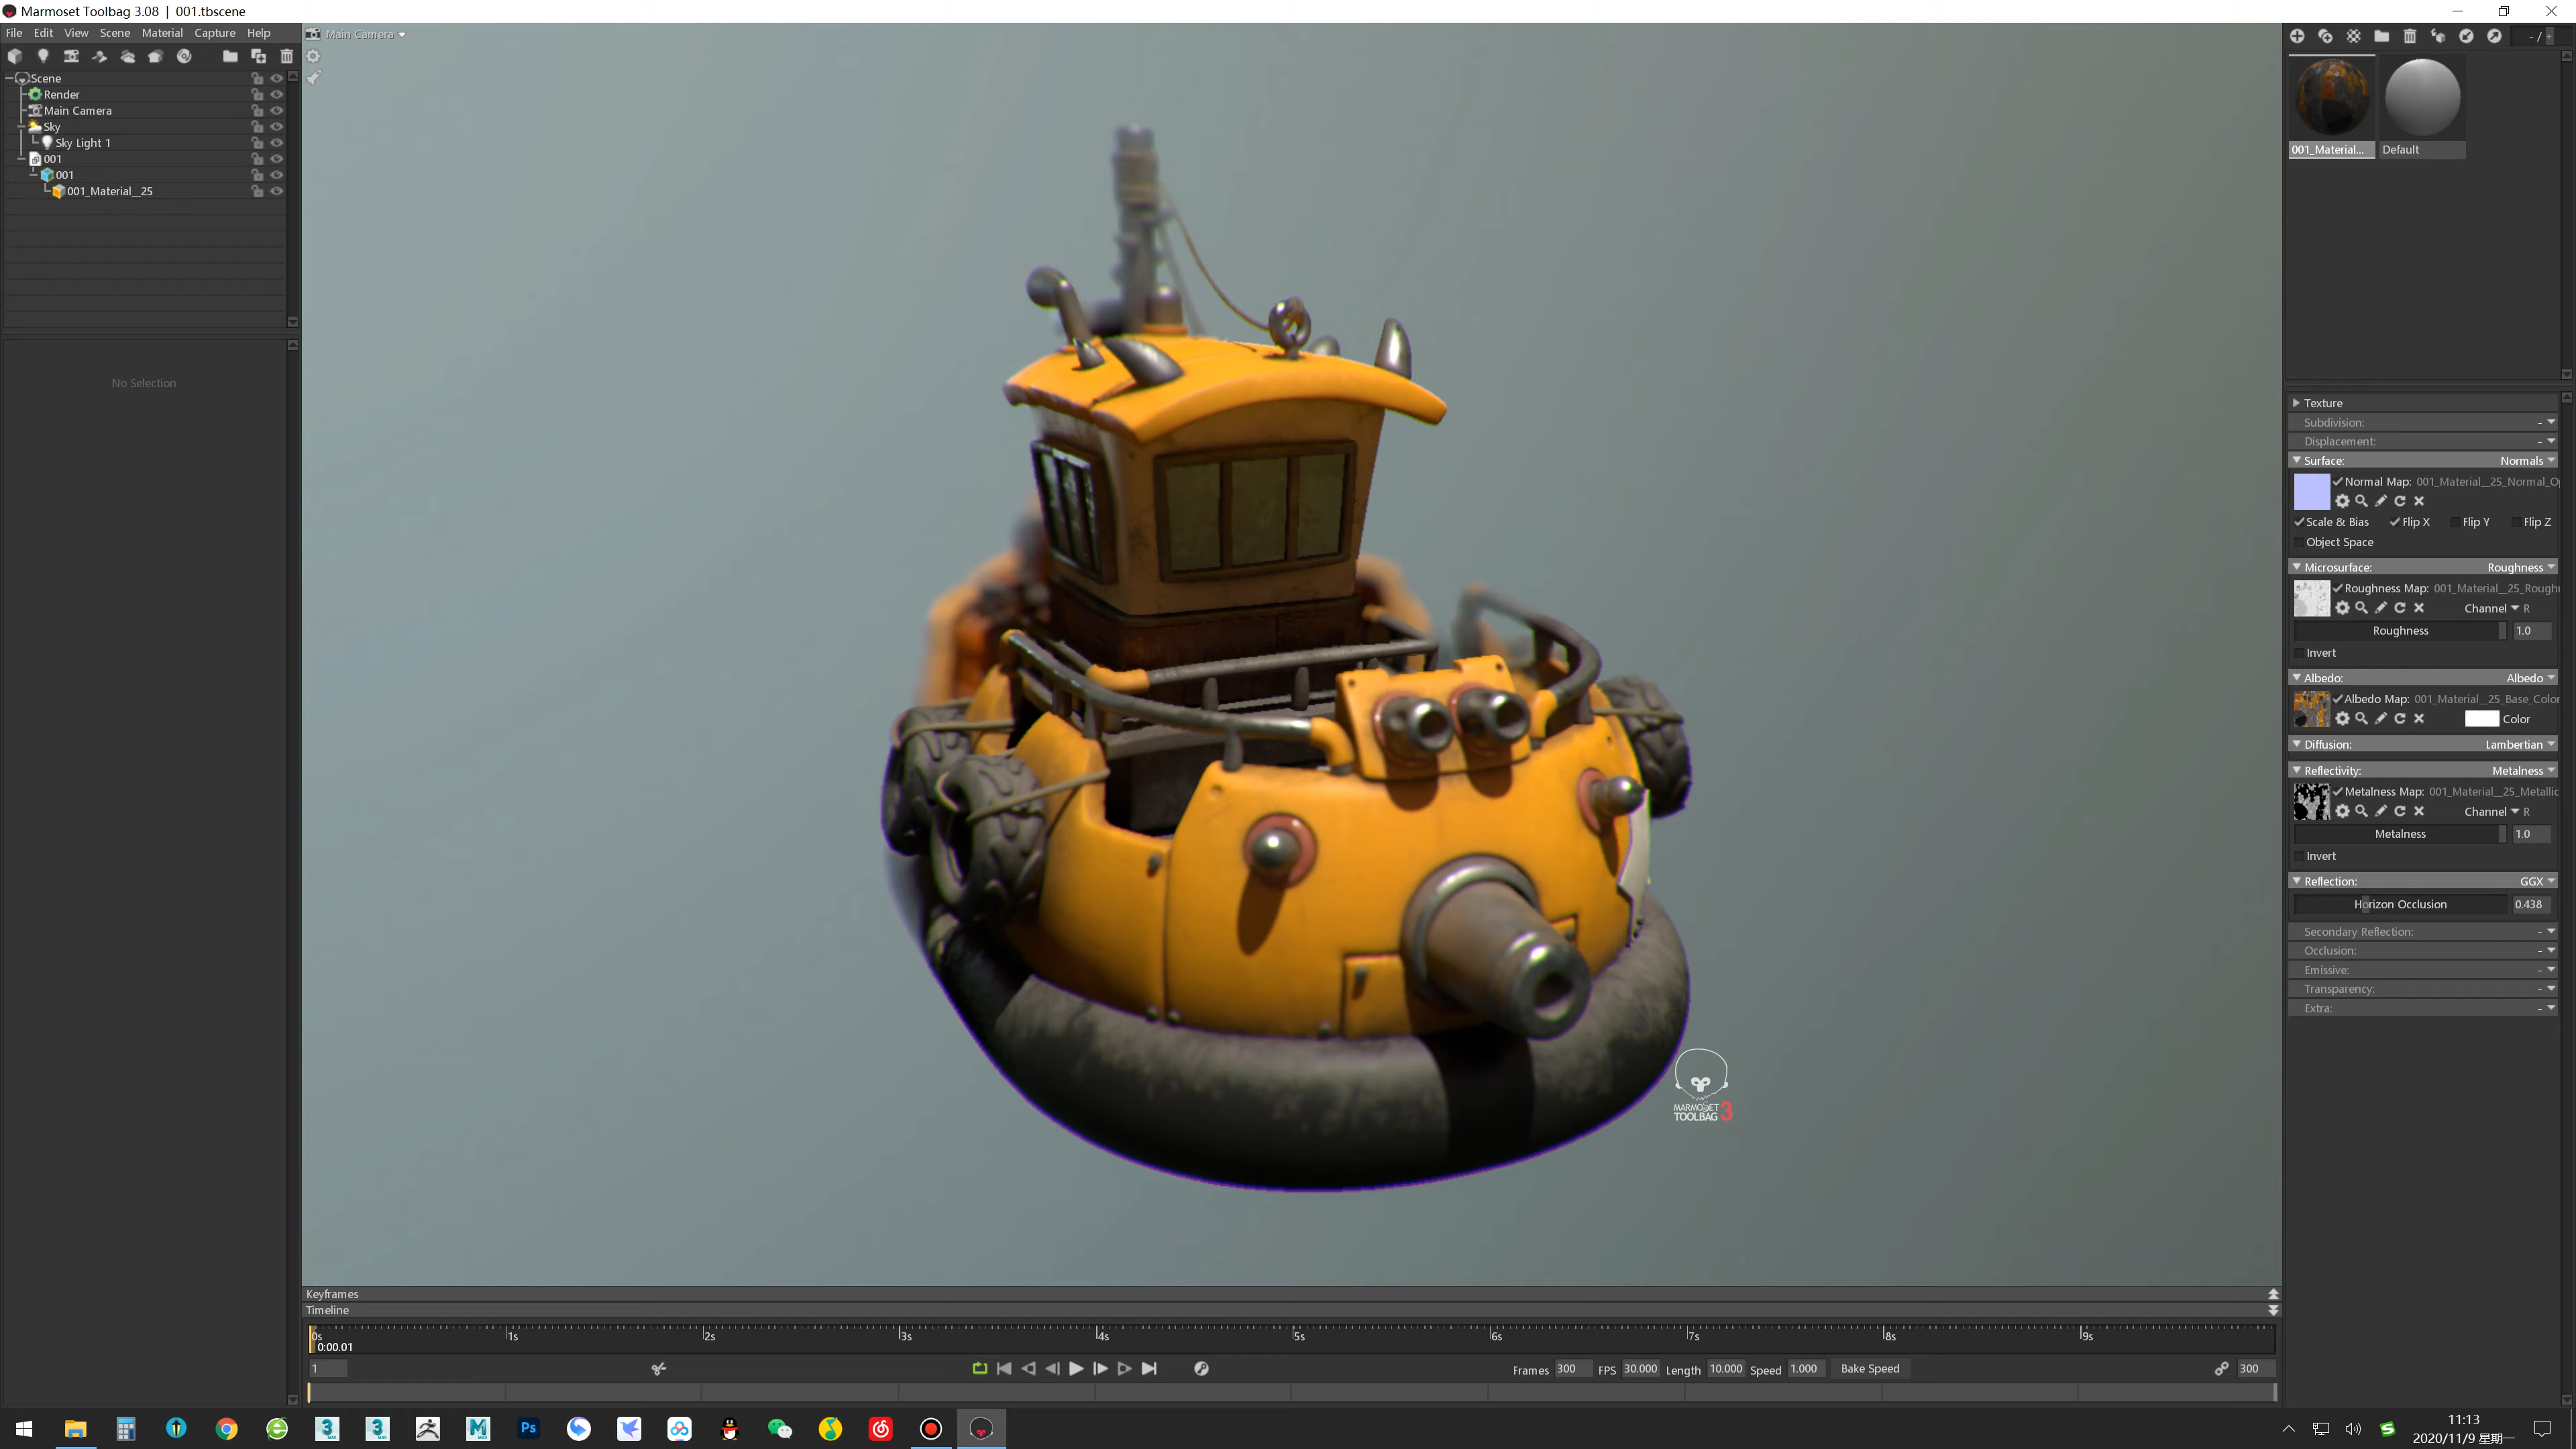 Marmoset Toolbag 3.08 | 001.tbscene
File Edit View Scene Material Capture Help
Main Camera
Scene
Render
Main Camera
Sky
Sky Light 1
001
001
001_Material__25
No Selection
- / +
001_Material... Default
Texture
Subdivision: -
Displacement: -
Surface: Normals
Normal Map: 001_Material__25_Normal_O
Scale & Bias Flip X Flip Y Flip Z
Object Space
Microsurface: Roughness
Roughness Map: 001_Material__25_Rough
Channel R
Roughness 1.0
Invert
Albedo: Albedo
Albedo Map: 001_Material__25_Base_Color
Color
Diffusion: Lambertian
Reflectivity: Metalness
Metalness Map: 001_Material__25_Metallic
Channel R
Metalness 1.0
Invert
Reflection: GGX
Horizon Occlusion 0.438
Secondary Reflection: -
Occlusion: -
Emissive: -
Transparency: -
Extra: -
MARMOSET
TOOLBAG 3
Keyframes
Timeline
0s 1s 2s 3s 4s 5s 6s 7s 8s 9s
0:00.01
1 Frames 300 FPS 30.000 Length 10.000 Speed 1.000 Bake Speed 300
Ps
11:13
2020/11/9 星期一